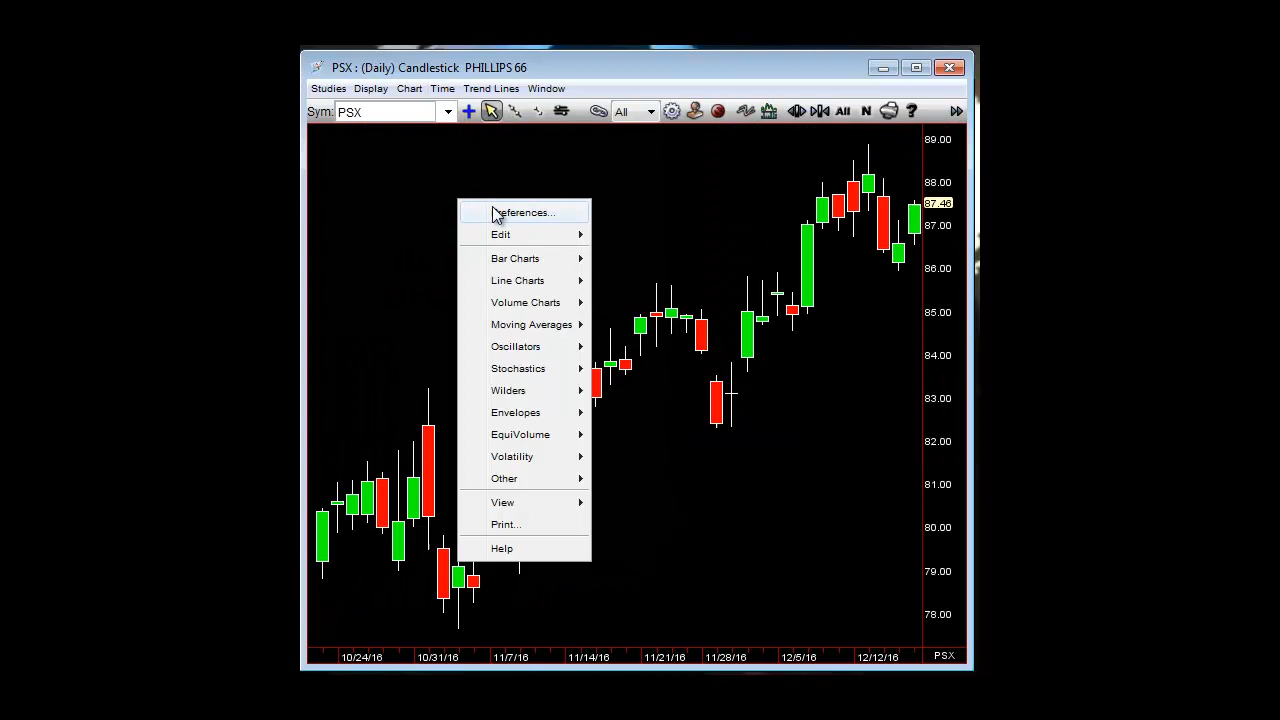 PSX : (Daily) Candlestick PHILLIPS 66
Studies Display Chart Time Trend Lines Window
Sym: PSX All All N ?
89.00
88.00
87.46
87.00
86.00
85.00
84.00
83.00
82.00
81.00
80.00
79.00
78.00
references...
Edit
Bar Charts
Line Charts
Volume Charts
Moving Averages
Oscillators
Stochastics
Wilders
Envelopes
EquiVolume
Volatility
Other
View
Print...
Help
10/24/16 10/31/16 11/7/16 11/14/16 11/21/16 11/28/16 12/5/16 12/12/16 PSX